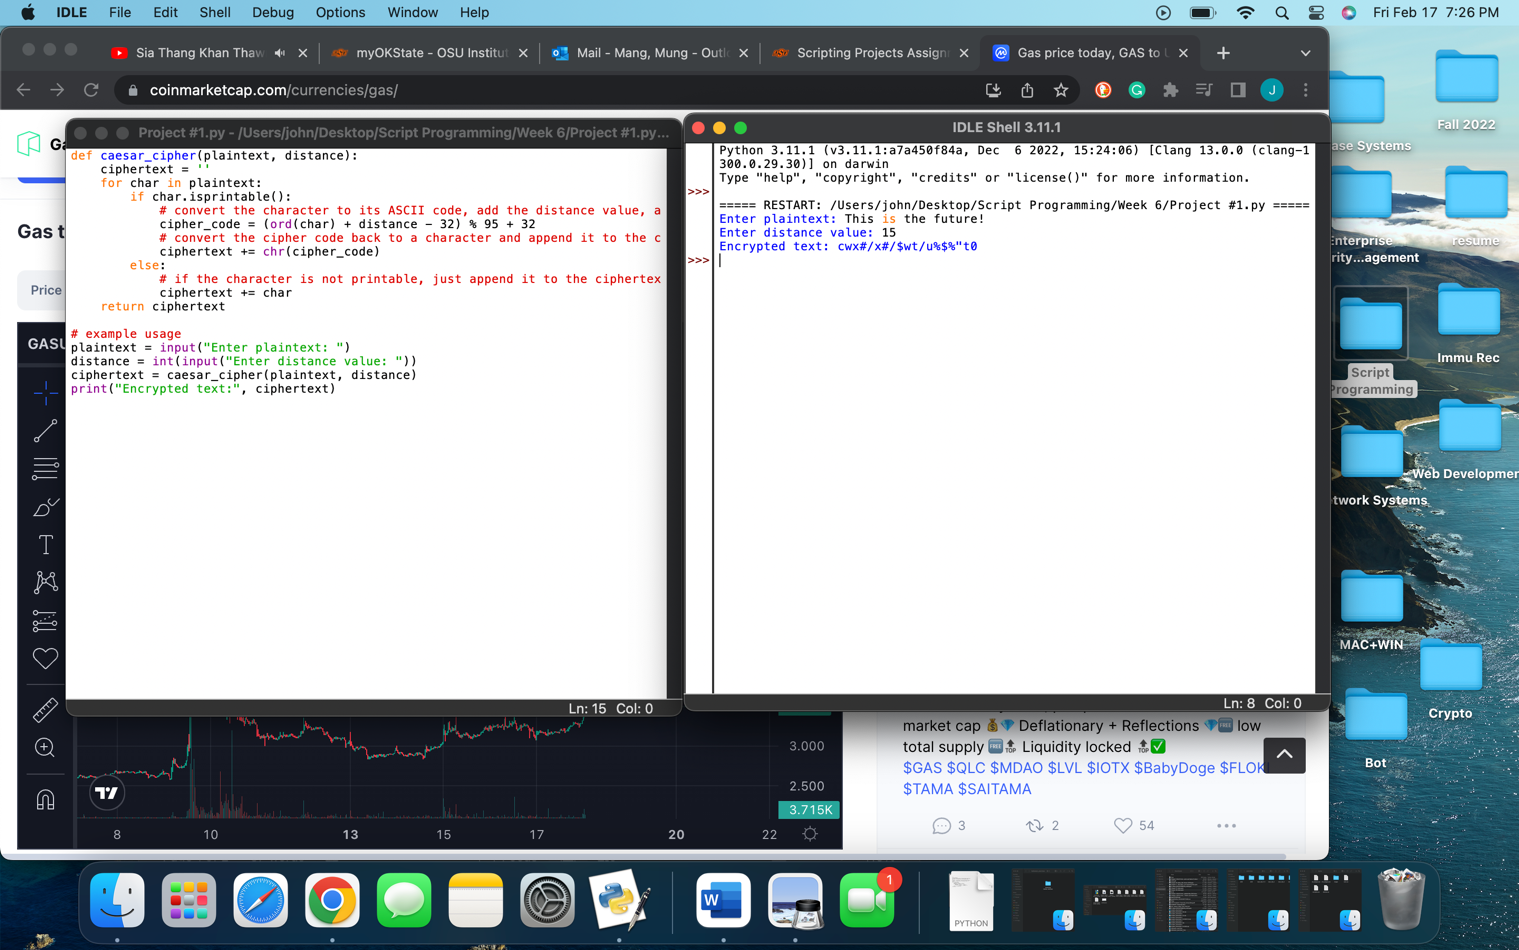 IDLE File Edit Shell Debug Options Window Help Fri Feb 17 7:26 PM
Sia Thang Khan Thaw myOKState - OSU Institut Mail - Mang, Mung - Outl Scripting Projects Assign Gas price today, GAS to U
coinmarketcap.com/currencies/gas/ J
Project #1.py - /Users/john/Desktop/Script Programming/Week 6/Project #1.py...
def caesar_cipher(plaintext, distance):
ciphertext = ''
for char in plaintext:
if char.isprintable():
# convert the character to its ASCII code, add the distance value, a
cipher_code = (ord(char) + distance - 32) % 95 + 32
# convert the cipher code back to a character and append it to the c
ciphertext += chr(cipher_code)
else:
# if the character is not printable, just append it to the ciphertex
ciphertext += char
return ciphertext
# example usage
plaintext = input("Enter plaintext: ")
distance = int(input("Enter distance value: "))
ciphertext = caesar_cipher(plaintext, distance)
print("Encrypted text:", ciphertext)
Ln: 15 Col: 0
IDLE Shell 3.11.1
Python 3.11.1 (v3.11.1:a7a450f84a, Dec 6 2022, 15:24:06) [Clang 13.0.0 (clang-1
300.0.29.30)] on darwin
Type "help", "copyright", "credits" or "license()" for more information.
>>>
===== RESTART: /Users/john/Desktop/Script Programming/Week 6/Project #1.py =====
Enter plaintext: This is the future!
Enter distance value: 15
Encrypted text: cwx#/x#/$wt/u%$%"t0
>>>
Ln: 8 Col: 0
Ga
Gas t
Price
GASU
3.000
2.500
3.715K
8 10 13 15 17 20 22
market cap 💰💎 Deflationary + Reflections 💎🆓 low
total supply 🆓🔝 Liquidity locked 🔝✅
$GAS $QLC $MDAO $LVL $IOTX $BabyDoge $FLOKI
$TAMA $SAITAMA
3 2 54
Fall 2022
ase Systems
Enterprise
rity...agement
resume
Immu Rec
Script
Programming
Web Developmer
twork Systems
MAC+WIN
Crypto
Bot
W
1
PYTHON